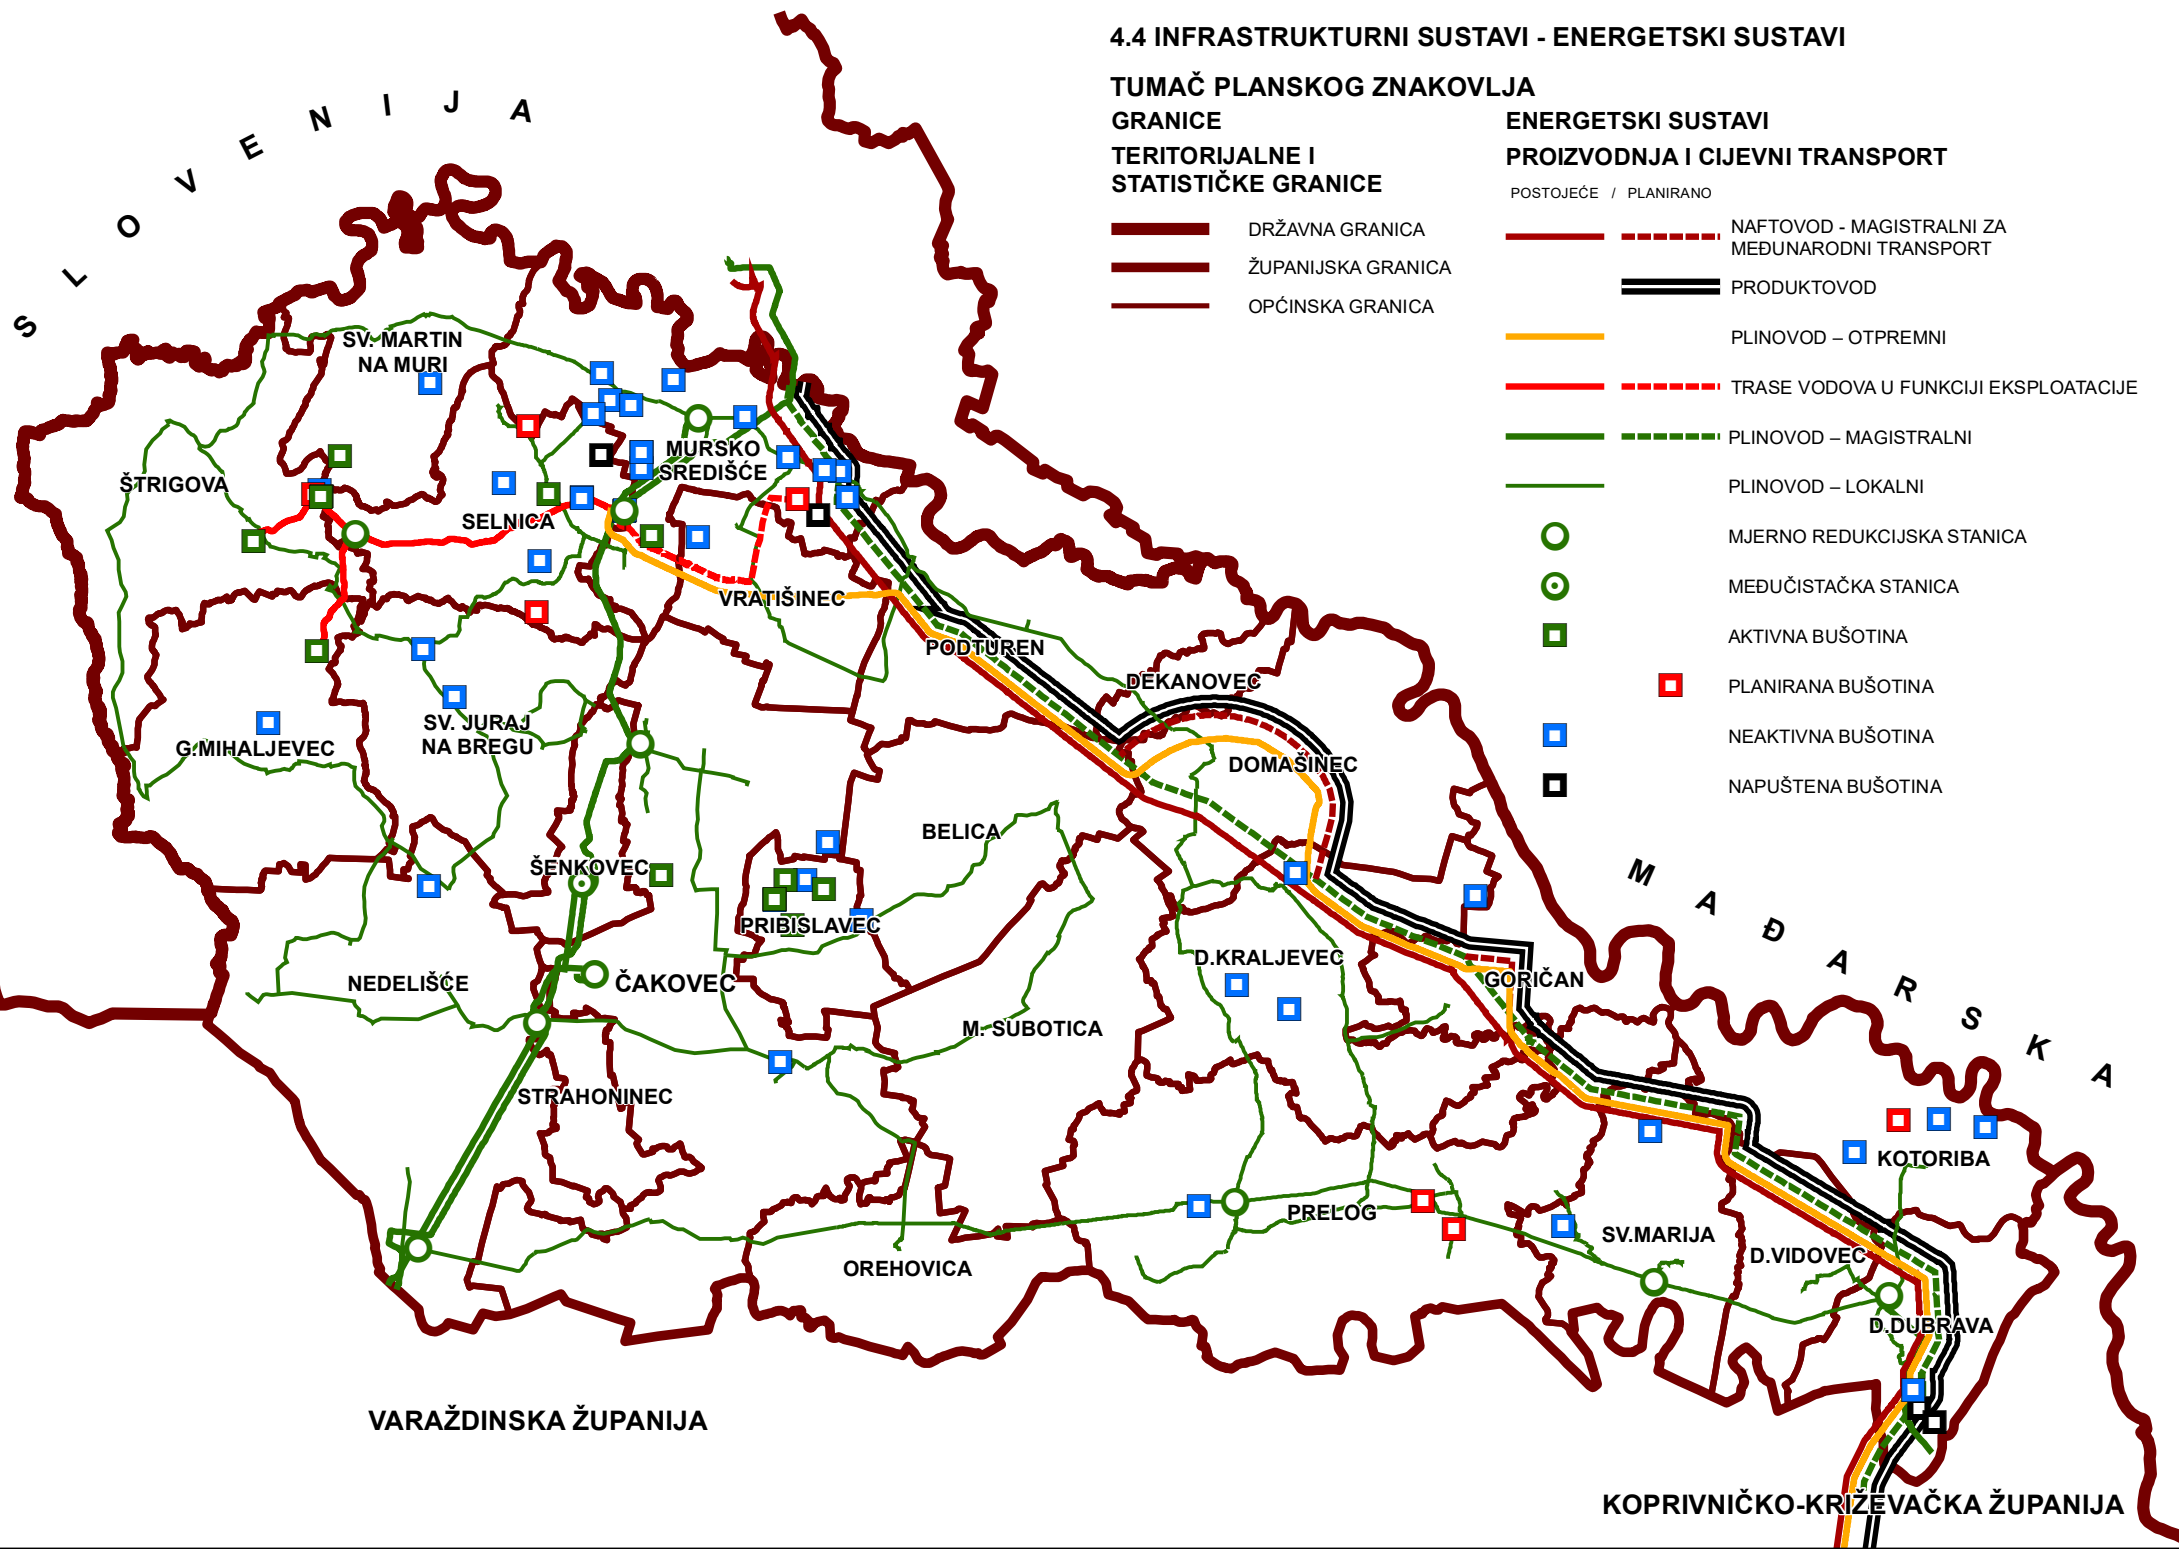 4.4 INFRASTRUKTURNI SUSTAVI - ENERGETSKI SUSTAVI
TUMAČ PLANSKOG ZNAKOVLJA
GRANICE
TERITORIJALNE I
STATISTIČKE GRANICE
DRŽAVNA GRANICA
ŽUPANIJSKA GRANICA
OPĆINSKA GRANICA
ENERGETSKI SUSTAVI
PROIZVODNJA I CIJEVNI TRANSPORT
POSTOJEĆE / PLANIRANO
NAFTOVOD - MAGISTRALNI ZA
MEĐUNARODNI TRANSPORT
PRODUKTOVOD
PLINOVOD – OTPREMNI
TRASE VODOVA U FUNKCIJI EKSPLOATACIJE
PLINOVOD – MAGISTRALNI
PLINOVOD – LOKALNI
MJERNO REDUKCIJSKA STANICA
MEĐUČISTAČKA STANICA
AKTIVNA BUŠOTINA
PLANIRANA BUŠOTINA
NEAKTIVNA BUŠOTINA
NAPUŠTENA BUŠOTINA
SLOVENIJA
SV. MARTIN
NA MURI
MURSKO
SREDIŠĆE
ŠTRIGOVA
SELNICA
VRATIŠINEC
PODTUREN
DEKANOVEC
G.MIHALJEVEC
SV. JURAJ
NA BREGU
DOMAŠINEC
BELICA
ŠENKOVEC
PRIBISLAVEC
MAĐARSKA
D.KRALJEVEC
GORIČAN
NEDELIŠĆE
ČAKOVEC
M. SUBOTICA
STRAHONINEC
KOTORIBA
PRELOG
SV.MARIJA
D.VIDOVEC
OREHOVICA
D.DUBRAVA
VARAŽDINSKA ŽUPANIJA
KOPRIVNIČKO-KRIŽEVAČKA ŽUPANIJA